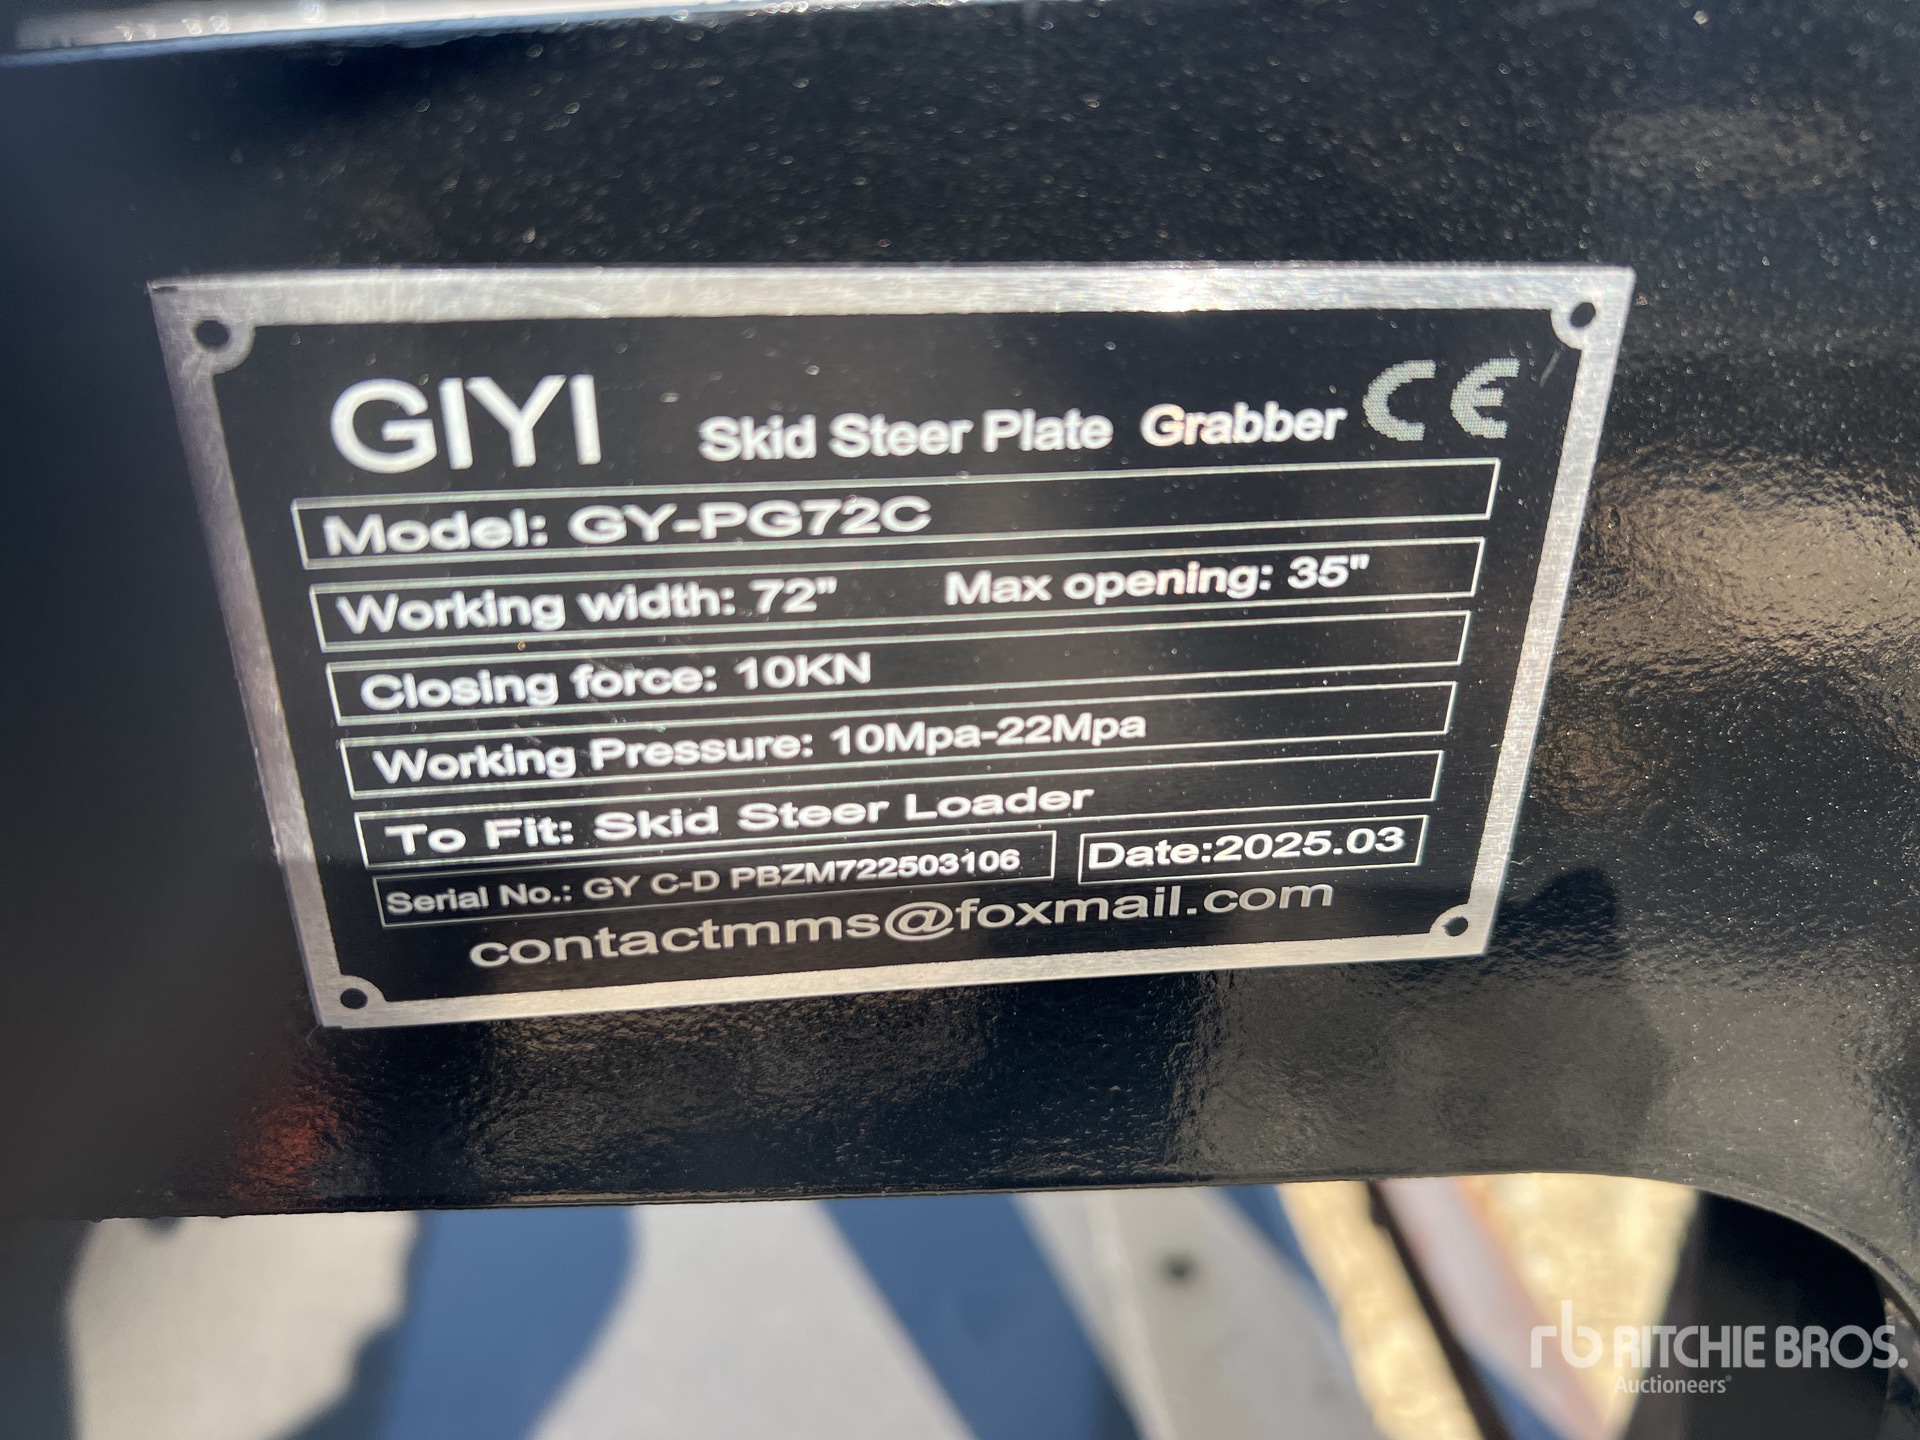 GIYI Skid Steer Plate Grabber CE
Model: GY-PG72C
Working width: 72" Max opening: 35"
Closing force: 10KN
Working Pressure: 10Mpa-22Mpa
To Fit: Skid Steer Loader
Serial No.: GY C-D PBZM722503106 Date:2025.03
contactmms@foxmail.com
rb RITCHIE BROS.
Auctioneers®